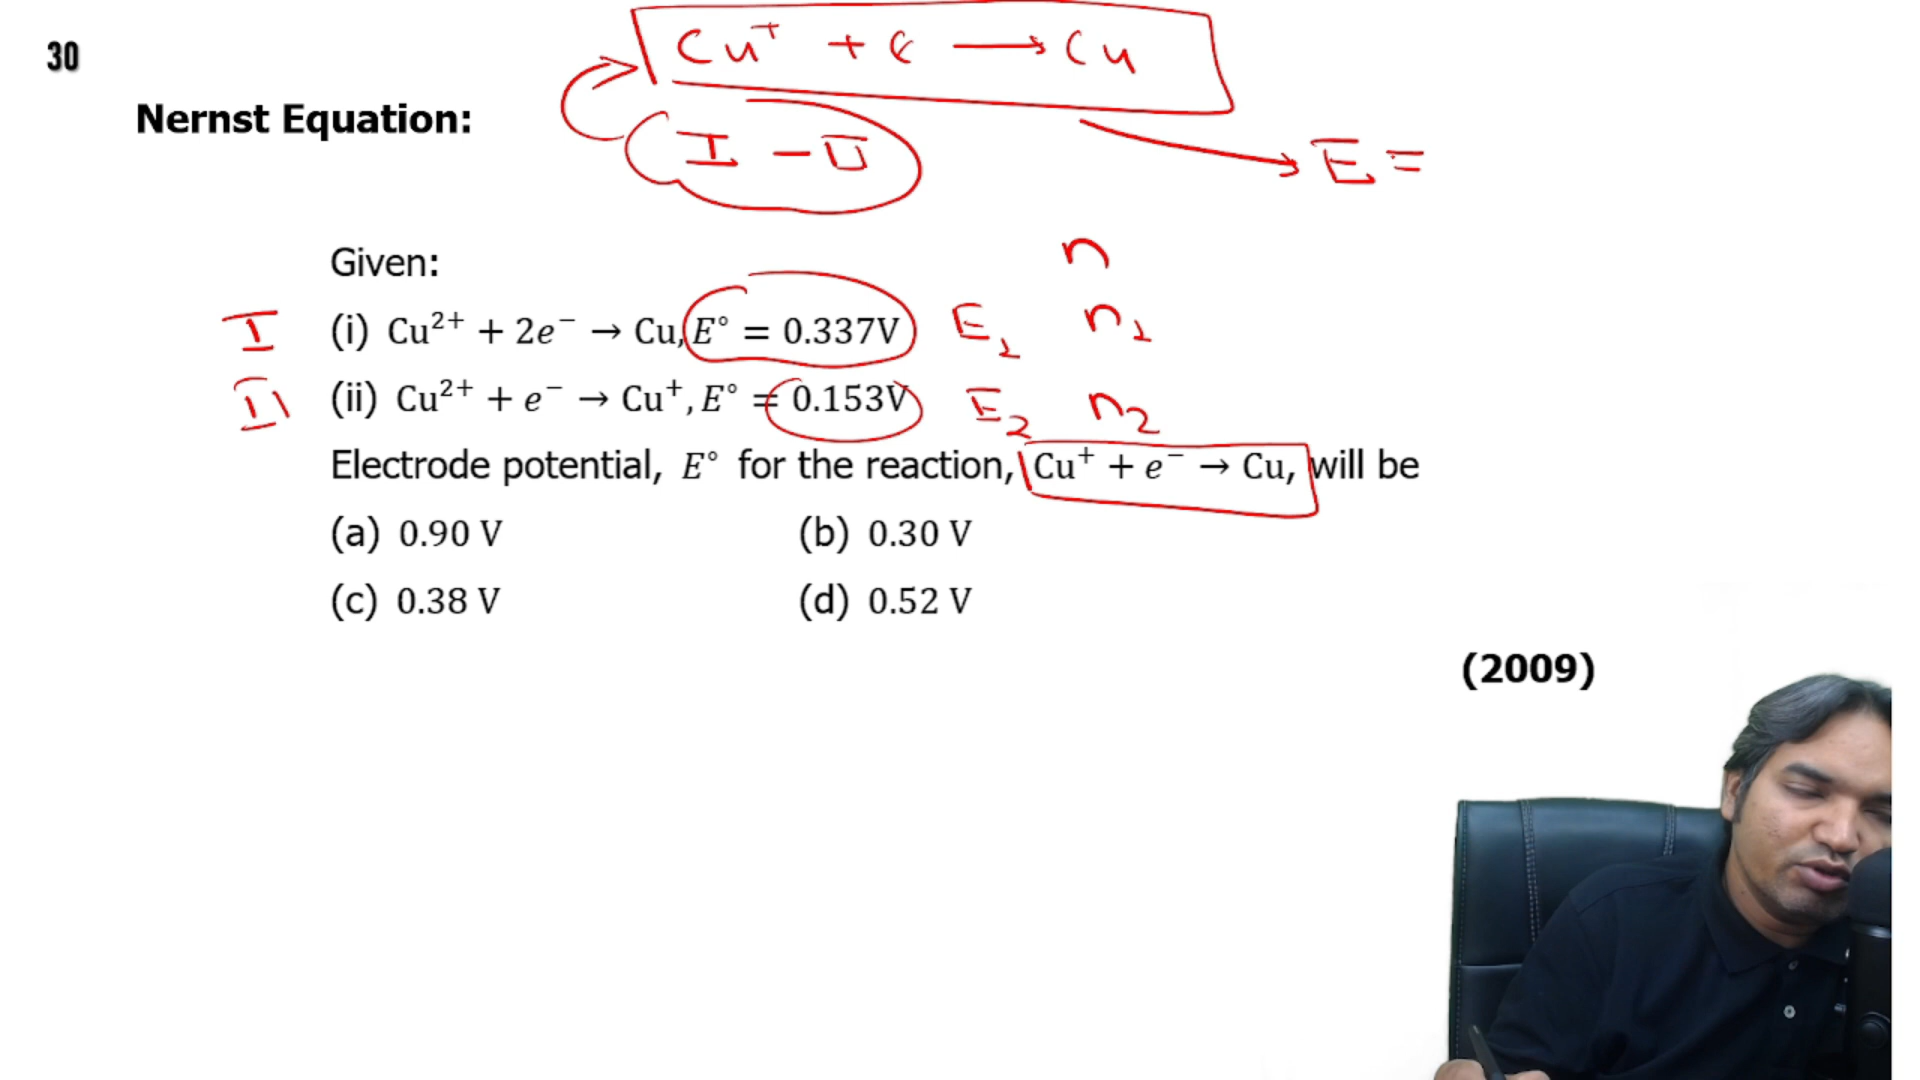 30
Cu⁺ + e ⟶ Cu
Nernst Equation:
I – II
E =
Given:
n
I (i) Cu²⁺ + 2e⁻ → Cu, E° = 0.337V E₁ n₁
II (ii) Cu²⁺ + e⁻ → Cu⁺, E° = 0.153V E₂ n₂
Electrode potential, E° for the reaction, Cu⁺ + e⁻ → Cu, will be
(a) 0.90 V (b) 0.30 V
(c) 0.38 V (d) 0.52 V
(2009)